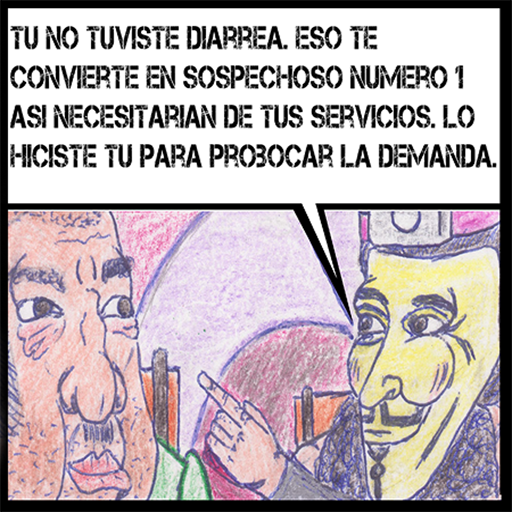 TU NO TUVISTE DIARREA. ESO TE
CONVIERTE EN SOSPECHOSO NUMERO 1
ASI NECESITARIAN DE TUS SERVICIOS. LO
HICISTE TU PARA PROBOCAR LA DEMANDA.